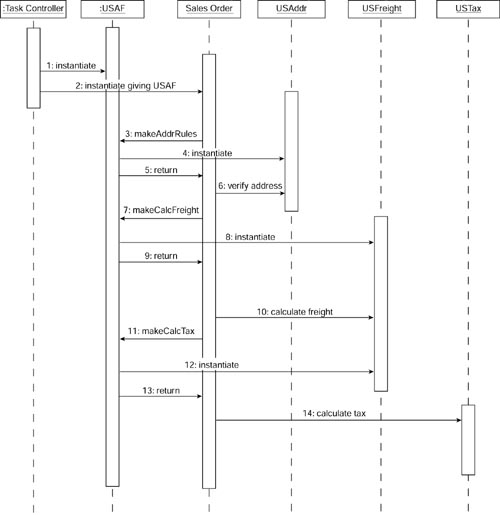 :Task Controller
:USAF
Sales Order
USAddr
USFreight
USTax
1: instantiate
2: instantiate giving USAF
3: makeAddrRules
4: instantiate
5: return
6: verify address
7: makeCalcFreight
8: instantiate
9: return
10: calculate freight
11: makeCalcTax
12: instantiate
13: return
14: calculate tax